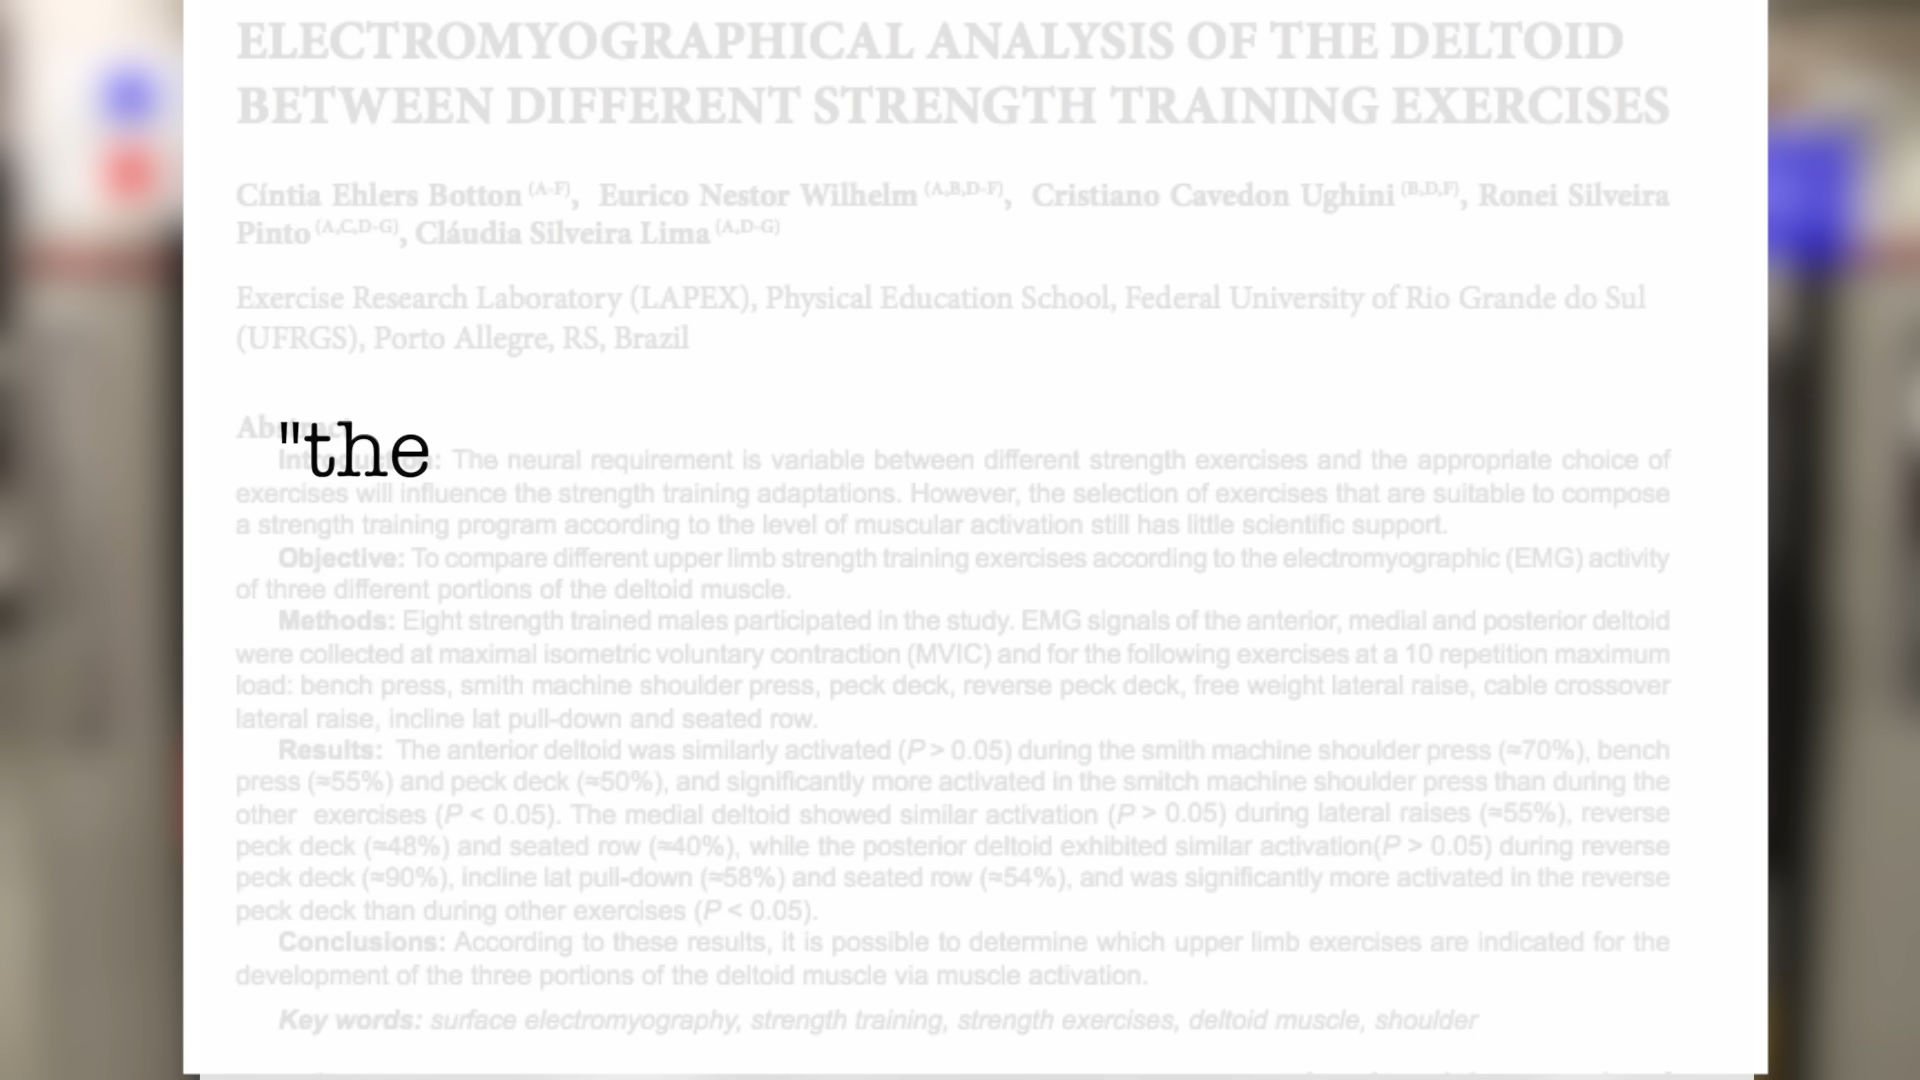 ELECTROMYOGRAPHICAL ANALYSIS OF THE DELTOID
BETWEEN DIFFERENT STRENGTH TRAINING EXERCISES
Cíntia Ehlers Botton (A-F), Eurico Nestor Wilhelm (A,B,D-F), Cristiano Cavedon Ughini (B,D,F), Ronei Silveira
Pinto (A,C,D-G), Cláudia Silveira Lima (A,D-G)
Exercise Research Laboratory (LAPEX), Physical Education School, Federal University of Rio Grande do Sul
(UFRGS), Porto Allegre, RS, Brazil
Abstract
"the
Introduction: The neural requirement is variable between different strength exercises and the appropriate choice of
exercises will influence the strength training adaptations. However, the selection of exercises that are suitable to compose
a strength training program according to the level of muscular activation still has little scientific support.
Objective: To compare different upper limb strength training exercises according to the electromyographic (EMG) activity
of three different portions of the deltoid muscle.
Methods: Eight strength trained males participated in the study. EMG signals of the anterior, medial and posterior deltoid
were collected at maximal isometric voluntary contraction (MVIC) and for the following exercises at a 10 repetition maximum
load: bench press, smith machine shoulder press, peck deck, reverse peck deck, free weight lateral raise, cable crossover
lateral raise, incline lat pull-down and seated row.
Results: The anterior deltoid was similarly activated (P > 0.05) during the smith machine shoulder press (≈70%), bench
press (≈55%) and peck deck (≈50%), and significantly more activated in the smitch machine shoulder press than during the
other exercises (P < 0.05). The medial deltoid showed similar activation (P > 0.05) during lateral raises (≈55%), reverse
peck deck (≈48%) and seated row (≈40%), while the posterior deltoid exhibited similar activation(P > 0.05) during reverse
peck deck (≈90%), incline lat pull-down (≈58%) and seated row (≈54%), and was significantly more activated in the reverse
peck deck than during other exercises (P < 0.05).
Conclusions: According to these results, it is possible to determine which upper limb exercises are indicated for the
development of the three portions of the deltoid muscle via muscle activation.
Key words: surface electromyography, strength training, strength exercises, deltoid muscle, shoulder